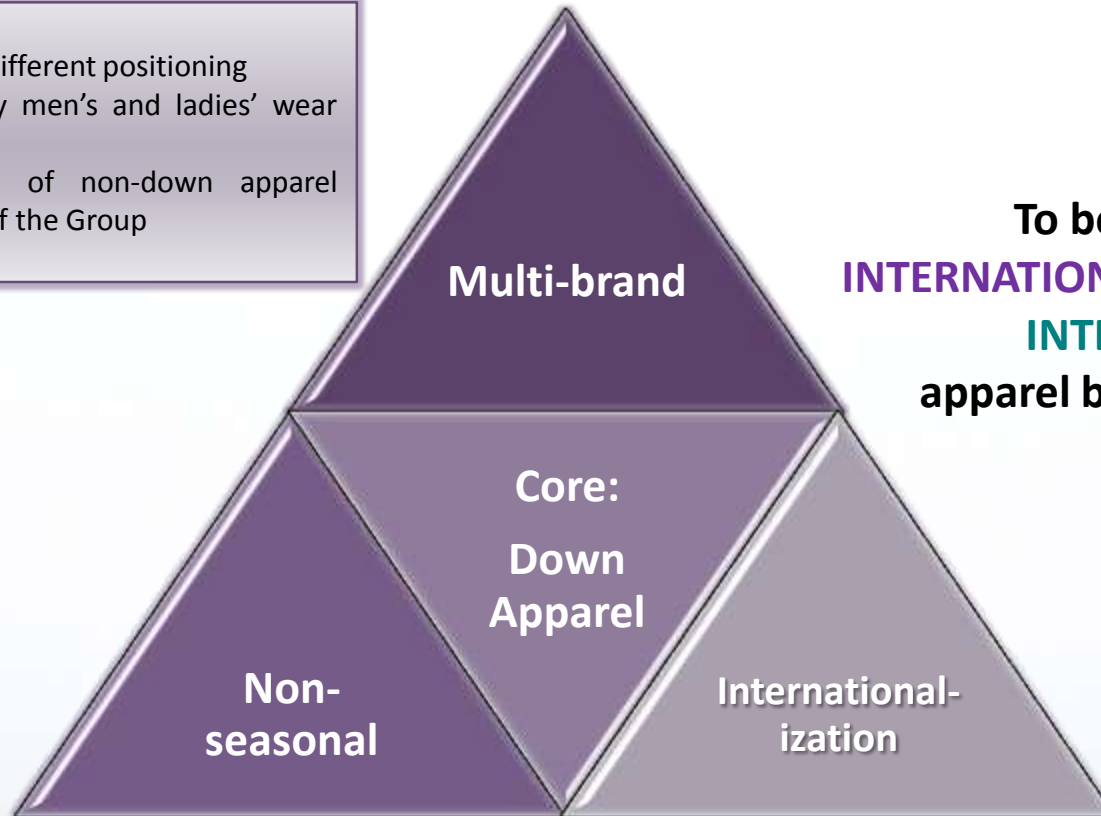 ifferent positioning
men's and ladies' wear
of non-down apparel
f the Group
To b
INTERNATION
INT
apparel b
Multi-brand
Core:
Down
Apparel
Non-
seasonal
International-
ization